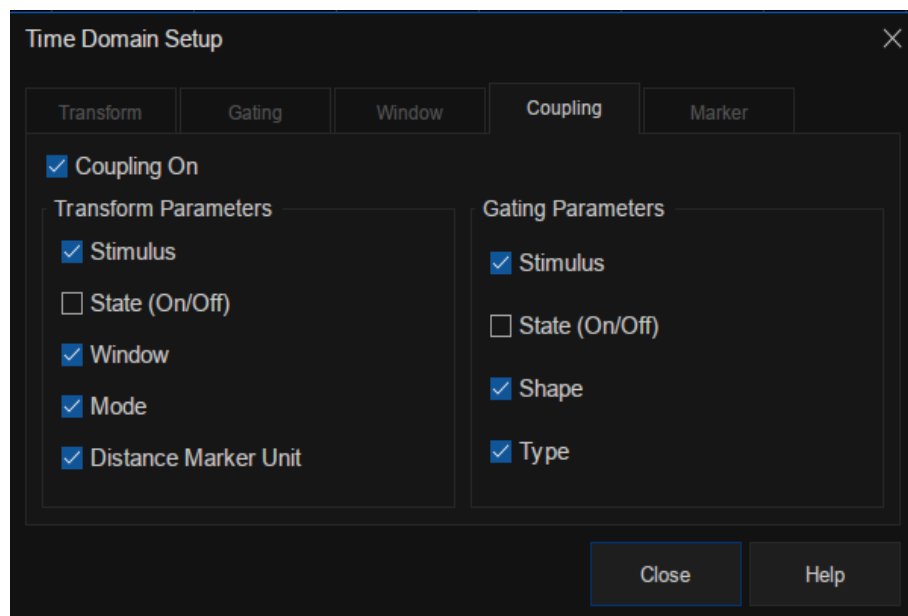 Time Domain Setup
Transform
Gating
Window
Coupling
Marker
Coupling On
Transform Parameters
Stimulus
State (On/Off)
Window
Mode
Distance Marker Unit
Gating Parameters
Stimulus
State (On/Off)
Shape
Type
Close
Help